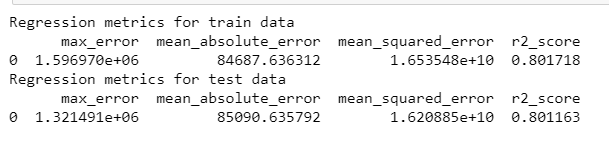 Regression metrics for train data
max_error mean_absolute_error mean_squared_error r2_score
0 1.596970e+06 84687.636312 1.653548e+10 0.801718
Regression metrics for test data
max_error mean_absolute_error mean_squared_error r2_score
0 1.321491e+06 85090.635792 1.620885e+10 0.801163